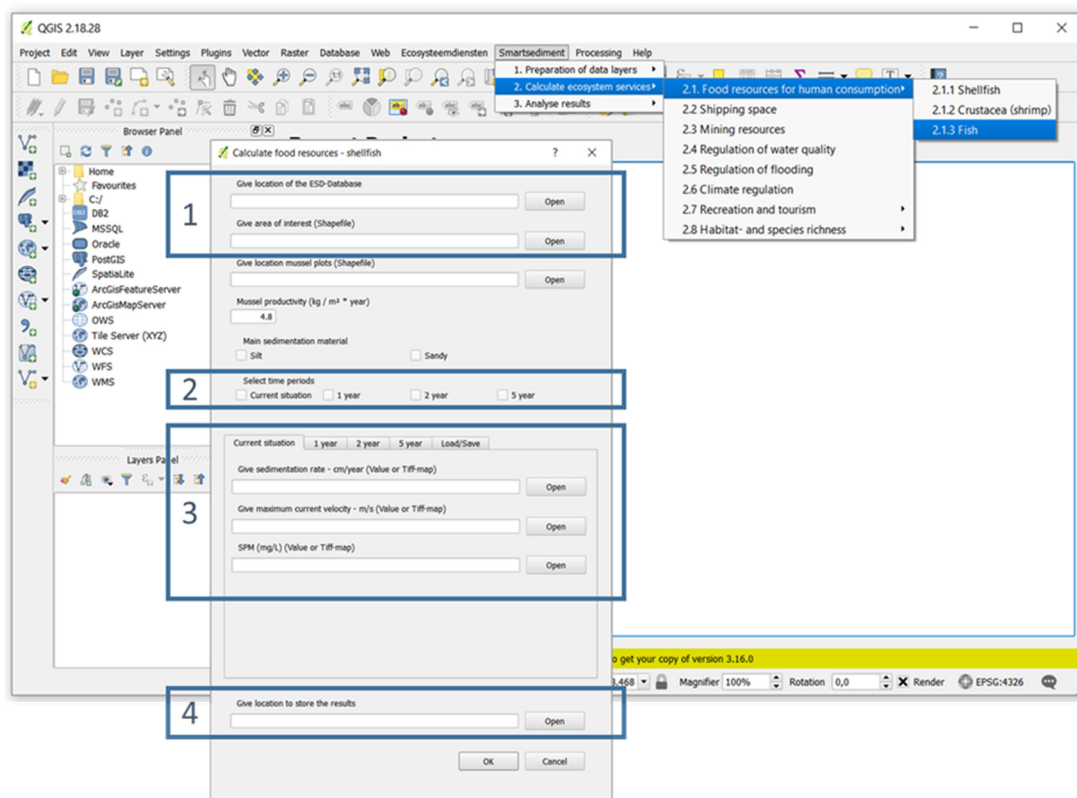 QGIS 2.18.28
Project Edit View Layer Settings Plugins Vector Raster Database Web Ecosysteemdiensten Smartsediment Processing Help
1. Preparation of data layers
2. Calculate ecosystem services
3. Analyse results
2.1. Food resources for human consumption
2.2 Shipping space
2.3 Mining resources
2.4 Regulation of water quality
2.5 Regulation of flooding
2.6 Climate regulation
2.7 Recreation and tourism
2.8 Habitat- and species richness
2.1.1 Shellfish
2.1.2 Crustacea (shrimp)
2.1.3 Fish
Browser Panel
Home
Favourites
C:/
DB2
MSSQL
Oracle
PostGIS
SpatiaLite
ArcGisFeatureServer
ArcGisMapServer
OWS
Tile Server (XYZ)
WCS
WFS
WMS
Layers Panel
Calculate food resources - shellfish ?
1
Give location of the ESD-Database
Open
Give area of interest (Shapefile)
Open
Give location mussel plots (Shapefile)
Open
Mussel productivity (kg / m² * year)
4.8
Main sedimentation material
Silt Sandy
2
Select time periods
Current situation 1 year 2 year 5 year
3
Current situation 1 year 2 year 5 year Load/Save
Give sedimentation rate - cm/year (Value or Tiff-map)
Open
Give maximum current velocity - m/s (Value or Tiff-map)
Open
SPM (mg/L) (Value or Tiff-map)
Open
4
Give location to store the results
Open
OK Cancel
o get your copy of version 3.16.0
3.468 Magnifier 100% Rotation 0,0 Render EPSG:4326